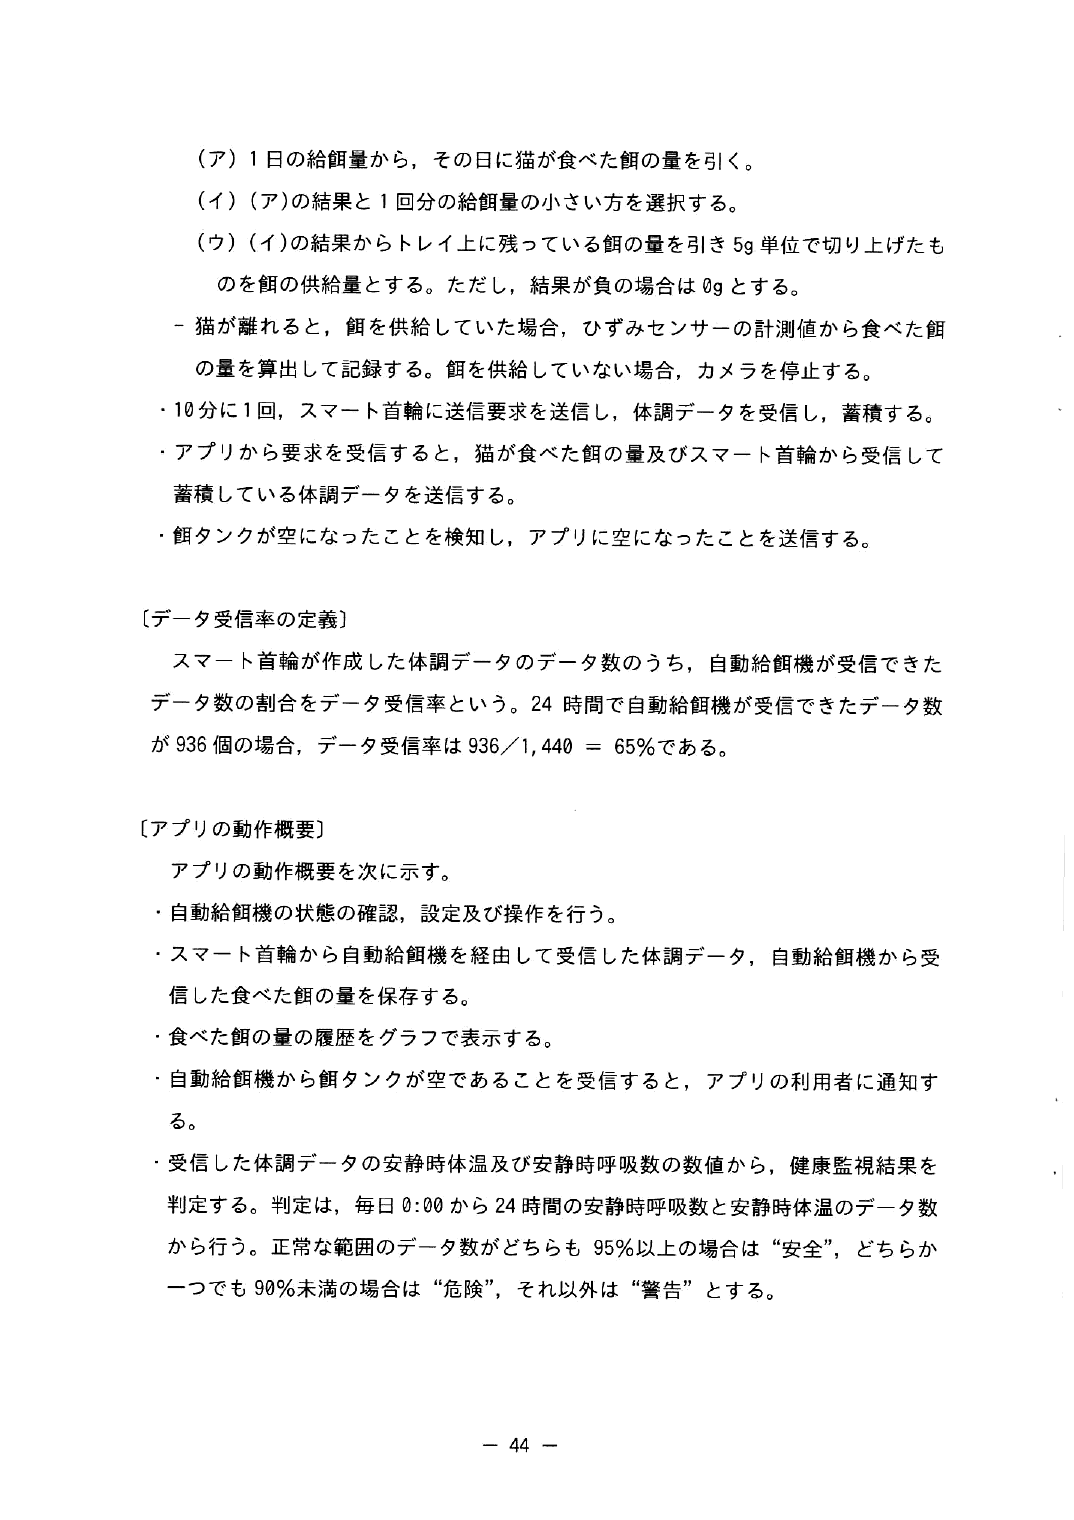 （ア）1日の給餌量から，その日に猫が食べた餌の量を引く。
（イ）（ア）の結果と1回分の給餌量の小さい方を選択する。
（ウ）（イ）の結果からトレイ上に残っている餌の量を引き5g単位で切り上げたも
のを餌の供給量とする。ただし，結果が負の場合は0gとする。
- 猫が離れると，餌を供給していた場合，ひずみセンサーの計測値から食べた餌
の量を算出して記録する。餌を供給していない場合，カメラを停止する。
・10分に1回，スマート首輪に送信要求を送信し，体調データを受信し，蓄積する。
・アプリから要求を受信すると，猫が食べた餌の量及びスマート首輪から受信して
蓄積している体調データを送信する。
・餌タンクが空になったことを検知し，アプリに空になったことを送信する。
〔データ受信率の定義〕
スマート首輪が作成した体調データのデータ数のうち，自動給餌機が受信できた
データ数の割合をデータ受信率という。24 時間で自動給餌機が受信できたデータ数
が936個の場合，データ受信率は936／1,440 ＝ 65％である。
〔アプリの動作概要〕
アプリの動作概要を次に示す。
・自動給餌機の状態の確認，設定及び操作を行う。
・スマート首輪から自動給餌機を経由して受信した体調データ，自動給餌機から受
信した食べた餌の量を保存する。
・食べた餌の量の履歴をグラフで表示する。
・自動給餌機から餌タンクが空であることを受信すると，アプリの利用者に通知す
る。
・受信した体調データの安静時体温及び安静時呼吸数の数値から，健康監視結果を
判定する。判定は，毎日0:00から24時間の安静時呼吸数と安静時体温のデータ数
から行う。正常な範囲のデータ数がどちらも 95％以上の場合は“安全”，どちらか
一つでも90％未満の場合は“危険”，それ以外は“警告”とする。
－ 44 －